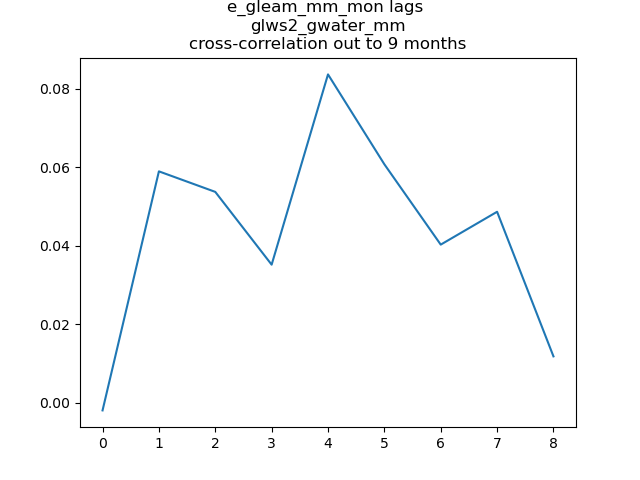 e_gleam_mm_mon lags
glws2_gwater_mm
cross-correlation out to 9 months
0.08
0.06
0.04
0.02
0.00
0 1 2 3 4 5 6 7 8